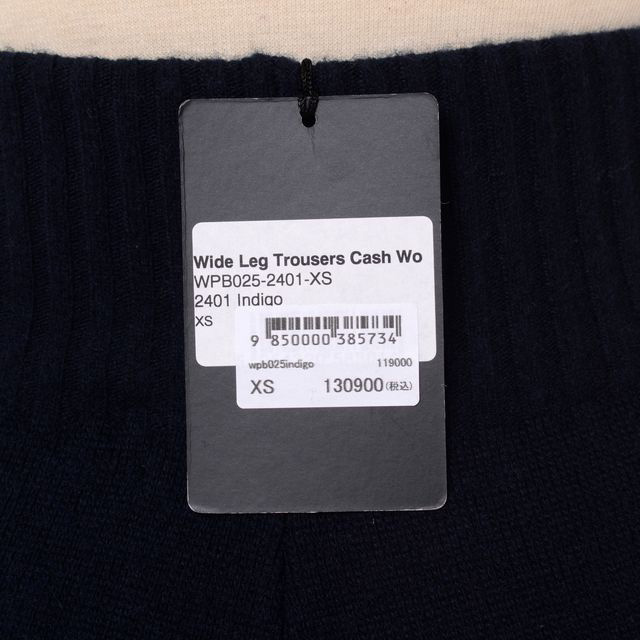 Wide Leg Trousers Cash Wo
WPB025-2401-XS
2401 Indigo
XS
9 850000 385734
wpb025indigo 119000
XS 130900(税込)